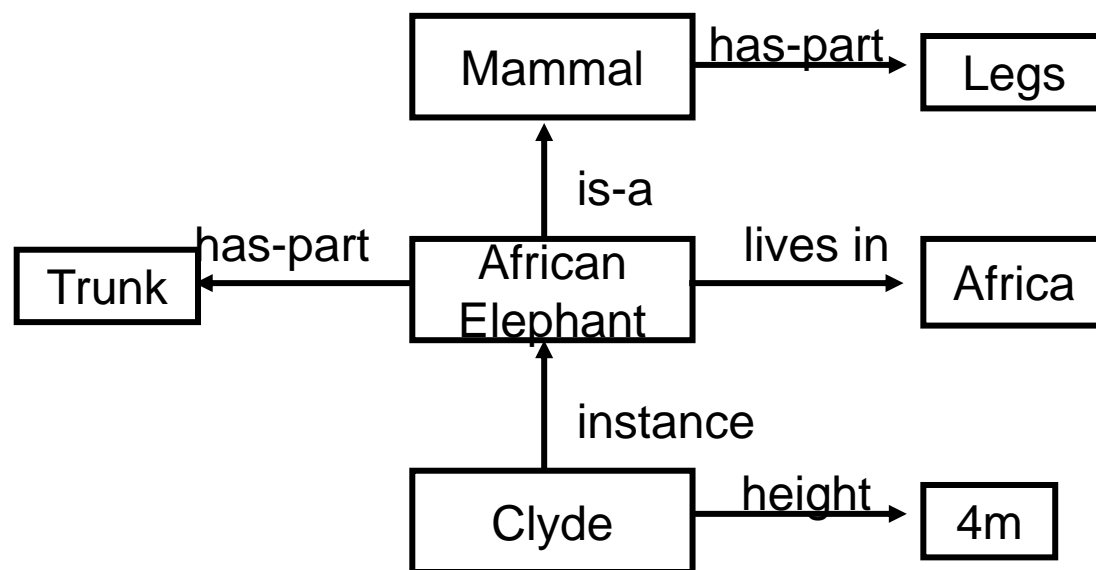 Mammal
has-part
Legs
is-a
has-part
African
Elephant
lives in
Trunk
Africa
instance
Clyde
height
4m